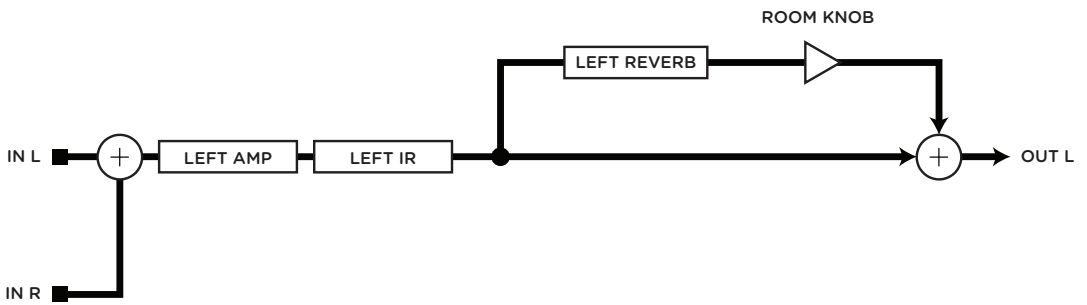 ROOM KNOB
LEFT REVERB
IN L
+
LEFT AMP
LEFT IR
+
OUT L
IN R